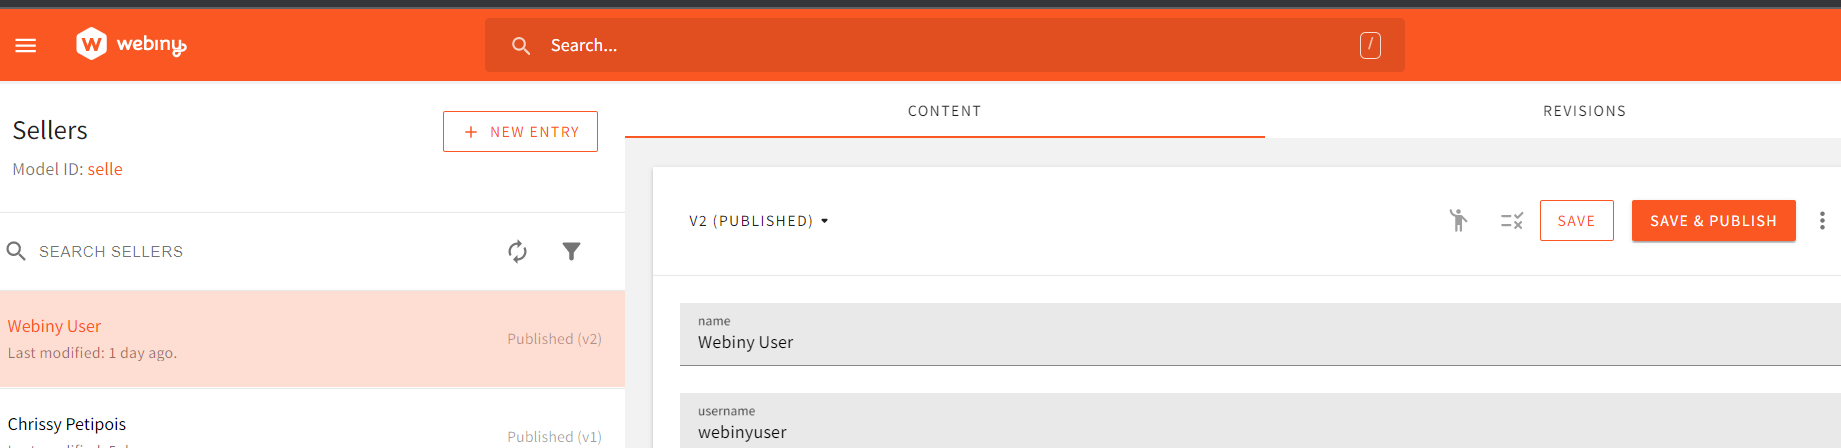 webiny
Search...
/
Sellers
+ NEW ENTRY
Model ID: selle
SEARCH SELLERS
Webiny User
Last modified: 1 day ago.
Published (v2)
Chrissy Petipois
Published (v1)
CONTENT
REVISIONS
V2 (PUBLISHED)
SAVE
SAVE & PUBLISH
name
Webiny User
username
webinyuser